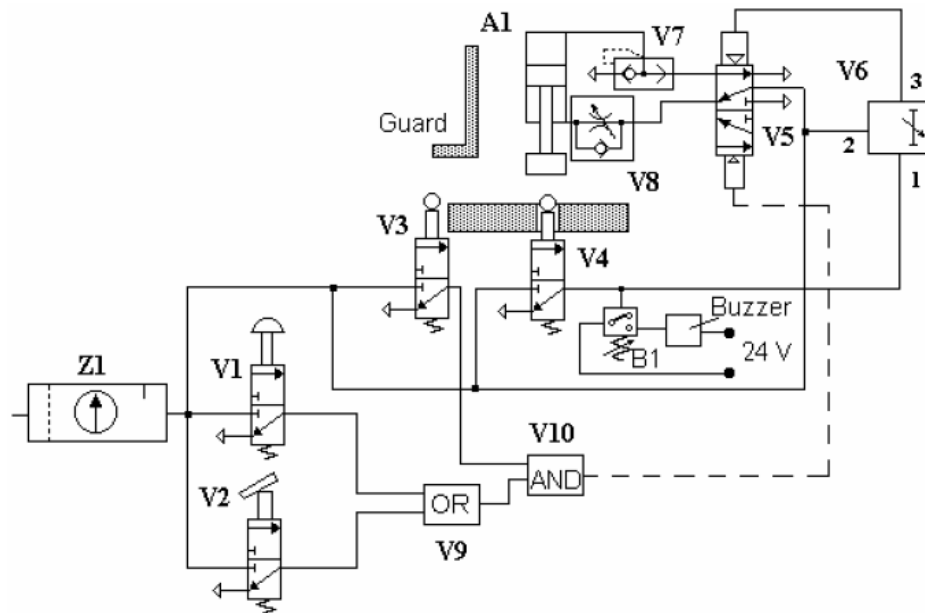 A1
V7
V6
3
Guard
2
V5
1
V8
V3
V4
Buzzer
24 V
B1
Z1
V1
V10
AND
V2
OR
V9